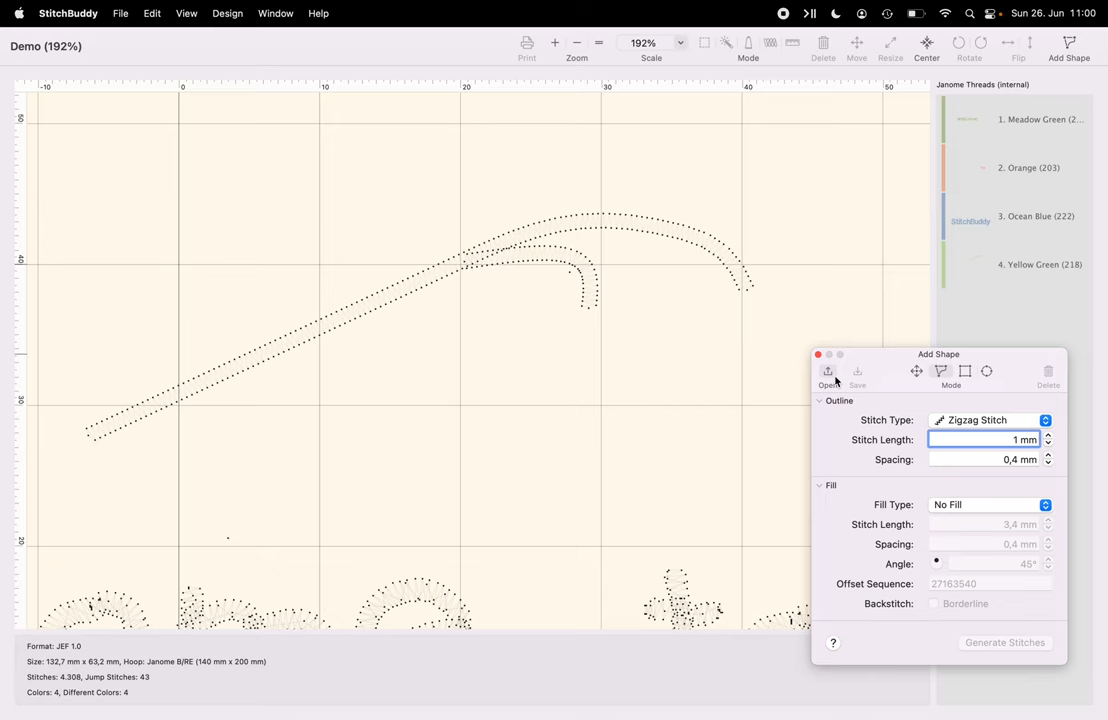 StitchBuddy File Edit View Design Window Help
Sun 26. Jun 11:00
Demo (192%)
192%
Print Zoom Scale Mode Delete Move Resize Center Rotate Flip Add Shape
-10 0 10 20 30 40 50
50
40
30
20
Janome Threads (internal)
1. Meadow Green (2...
2. Orange (203)
StitchBuddy 3. Ocean Blue (222)
4. Yellow Green (218)
Add Shape
Open Save Mode Delete
Outline
Stitch Type: Zigzag Stitch
Stitch Length: 1 mm
Spacing: 0,4 mm
Fill
Fill Type: No Fill
Stitch Length: 3,4 mm
Spacing: 0,4 mm
Angle: 45°
Offset Sequence: 27163540
Backstitch: Borderline
? Generate Stitches
Format: JEF 1.0
Size: 132,7 mm x 63,2 mm, Hoop: Janome B/RE (140 mm x 200 mm)
Stitches: 4.308, Jump Stitches: 43
Colors: 4, Different Colors: 4